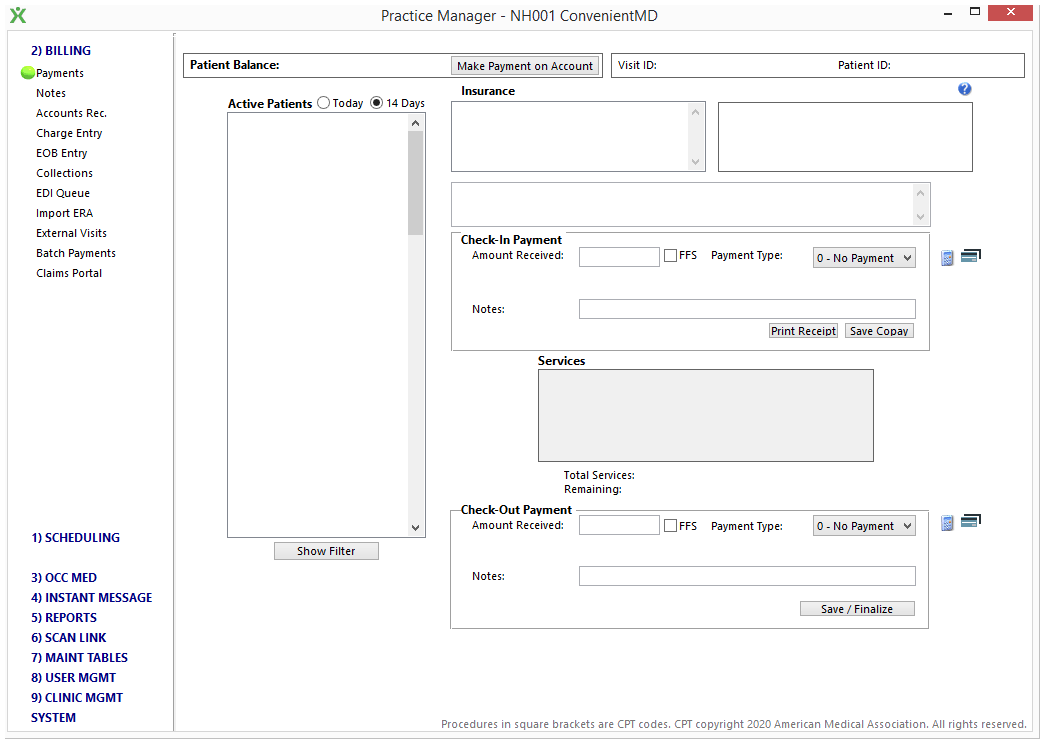 Practice Manager - NH001 ConvenientMD
2) BILLING
Payments
Notes
Accounts Rec.
Charge Entry
EOB Entry
Collections
EDI Queue
Import ERA
External Visits
Batch Payments
Claims Portal
1) SCHEDULING
3) OCC MED
4) INSTANT MESSAGE
5) REPORTS
6) SCAN LINK
7) MAINT TABLES
8) USER MGMT
9) CLINIC MGMT
SYSTEM
Patient Balance: Make Payment on Account Visit ID: Patient ID:
Active Patients Today 14 Days
Show Filter
Insurance ?
Check-In Payment
Amount Received: FFS Payment Type: 0 - No Payment
Notes:
Print Receipt Save Copay
Services
Total Services:
Remaining:
Check-Out Payment
Amount Received: FFS Payment Type: 0 - No Payment
Notes:
Save / Finalize
Procedures in square brackets are CPT codes. CPT copyright 2020 American Medical Association. All rights reserved.